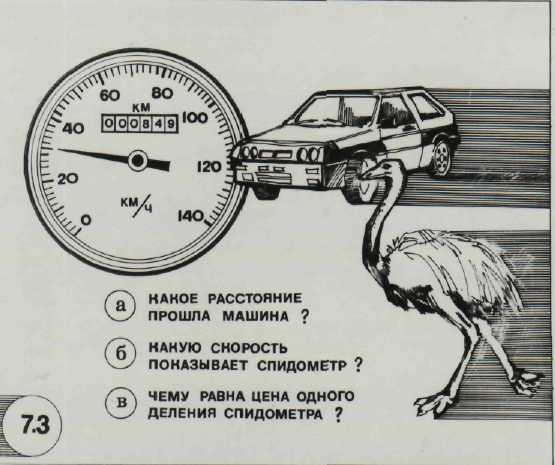 60 80
КМ
000849
40 100
20 120
КМ/Ч
0 140
а КАКОЕ РАССТОЯНИЕ
ПРОШЛА МАШИНА ?
б КАКУЮ СКОРОСТЬ
ПОКАЗЫВАЕТ СПИДОМЕТР ?
в ЧЕМУ РАВНА ЦЕНА ОДНОГО
ДЕЛЕНИЯ СПИДОМЕТРА ?
7.3